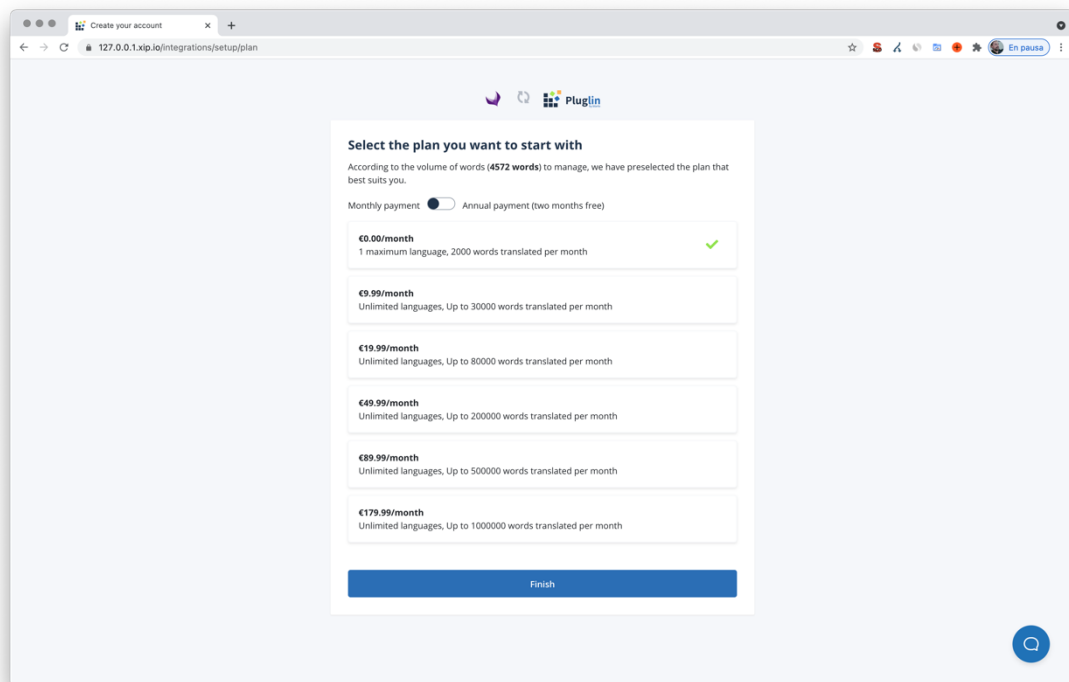 Create your account
127.0.0.1.xip.io/integrations/setup/plan
En pausa
Pluglin
Select the plan you want to start with
According to the volume of words (4572 words) to manage, we have preselected the plan that
best suits you.
Monthly payment
Annual payment (two months free)
€0.00/month
1 maximum language, 2000 words translated per month
€9.99/month
Unlimited languages, Up to 30000 words translated per month
€19.99/month
Unlimited languages, Up to 80000 words translated per month
€49.99/month
Unlimited languages, Up to 200000 words translated per month
€89.99/month
Unlimited languages, Up to 500000 words translated per month
€179.99/month
Unlimited languages, Up to 1000000 words translated per month
Finish